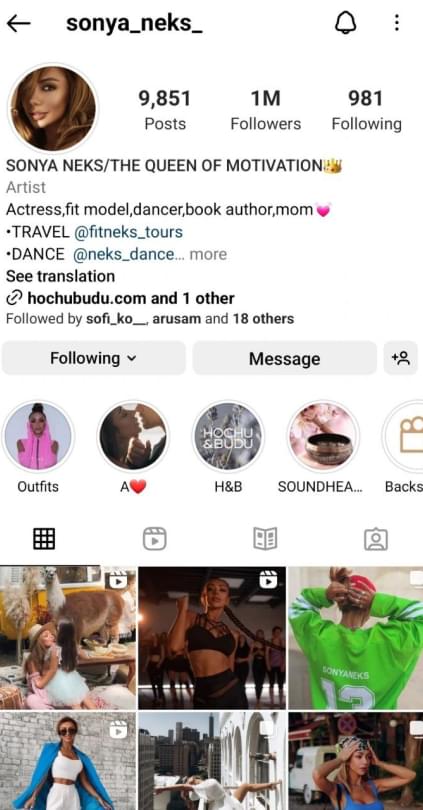 sonya_neks_
9,851 1M 981
Posts Followers Following
SONYA NEKS/THE QUEEN OF MOTIVATION👑
Artist
Actress,fit model,dancer,book author,mom💓
•TRAVEL @fitneks_tours
•DANCE @neks_dance... more
See translation
hochubudu.com and 1 other
Followed by sofi_ko__, arusam and 18 others
Following Message
HOCHU
&BUDU
Outfits A❤️ H&B SOUNDHEA... Backs
SONYANEKS
13